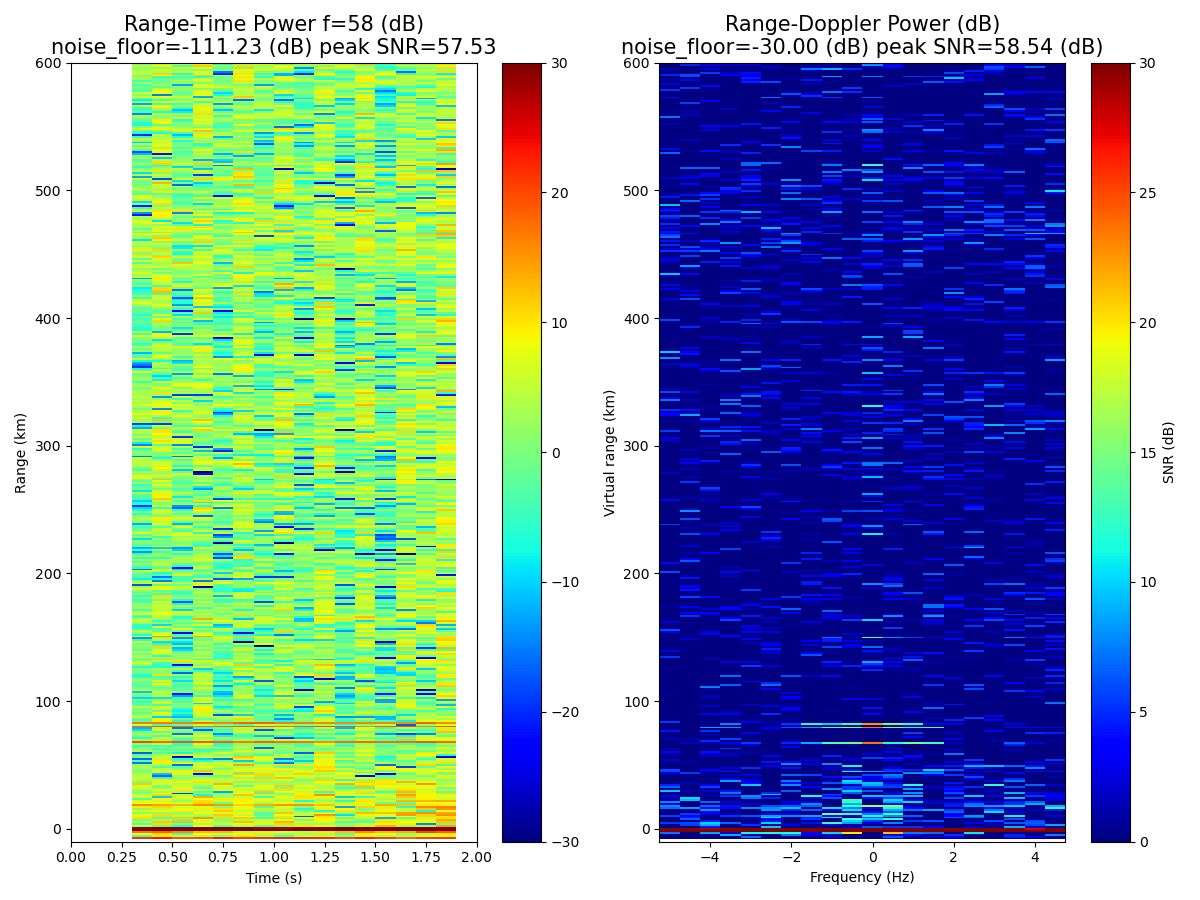 Range-Time Power f=58 (dB)
noise_floor=-111.23 (dB) peak SNR=57.53
Range-Doppler Power (dB)
noise_floor=-30.00 (dB) peak SNR=58.54 (dB)
Range (km)
600
500
400
300
200
100
0
0.00 0.25 0.50 0.75 1.00 1.25 1.50 1.75 2.00
Time (s)
30
20
10
0
−10
−20
−30
Virtual range (km)
600
500
400
300
200
100
0
−4 −2 0 2 4
Frequency (Hz)
30
25
20
15
10
5
0
SNR (dB)